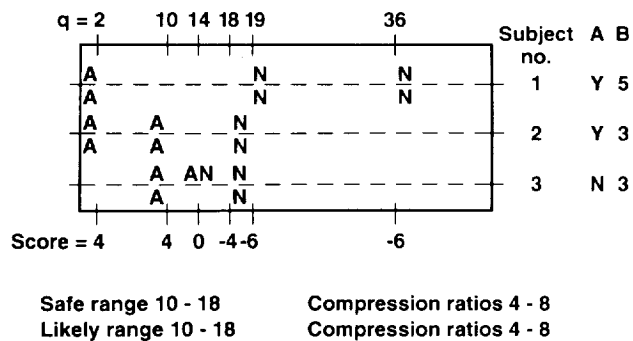 q = 2 10 14 18 19 36
Subject no. A B
A N N
1 Y 5
A N N
A A N
2 Y 3
A A N
A AN N
3 N 3
A N
Score = 4 4 0 -4 -6 -6
Safe range 10 - 18 Compression ratios 4 - 8
Likely range 10 - 18 Compression ratios 4 - 8